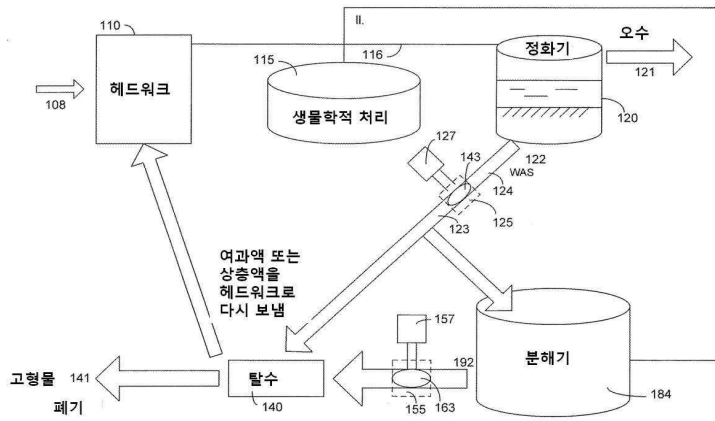 110
II.
헤드워크
108
115
116
생물학적 처리
정화기
오수
121
120
127
143
122
WAS
124
125
123
여과액 또는
상층액을
헤드워크로
다시 보냄
157
192
분해기
184
고형물
141
폐기
탈수
140
155
163